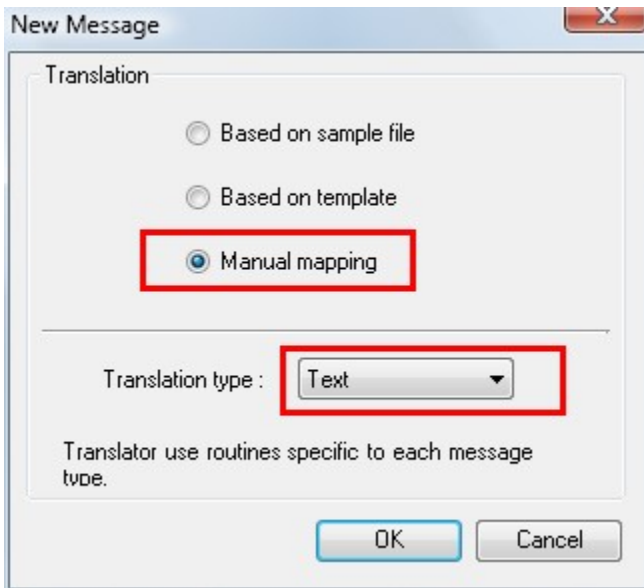 New Message
Translation
Based on sample file
Based on template
Manual mapping
Translation type :
Text
Translator use routines specific to each message
type.
OK
Cancel